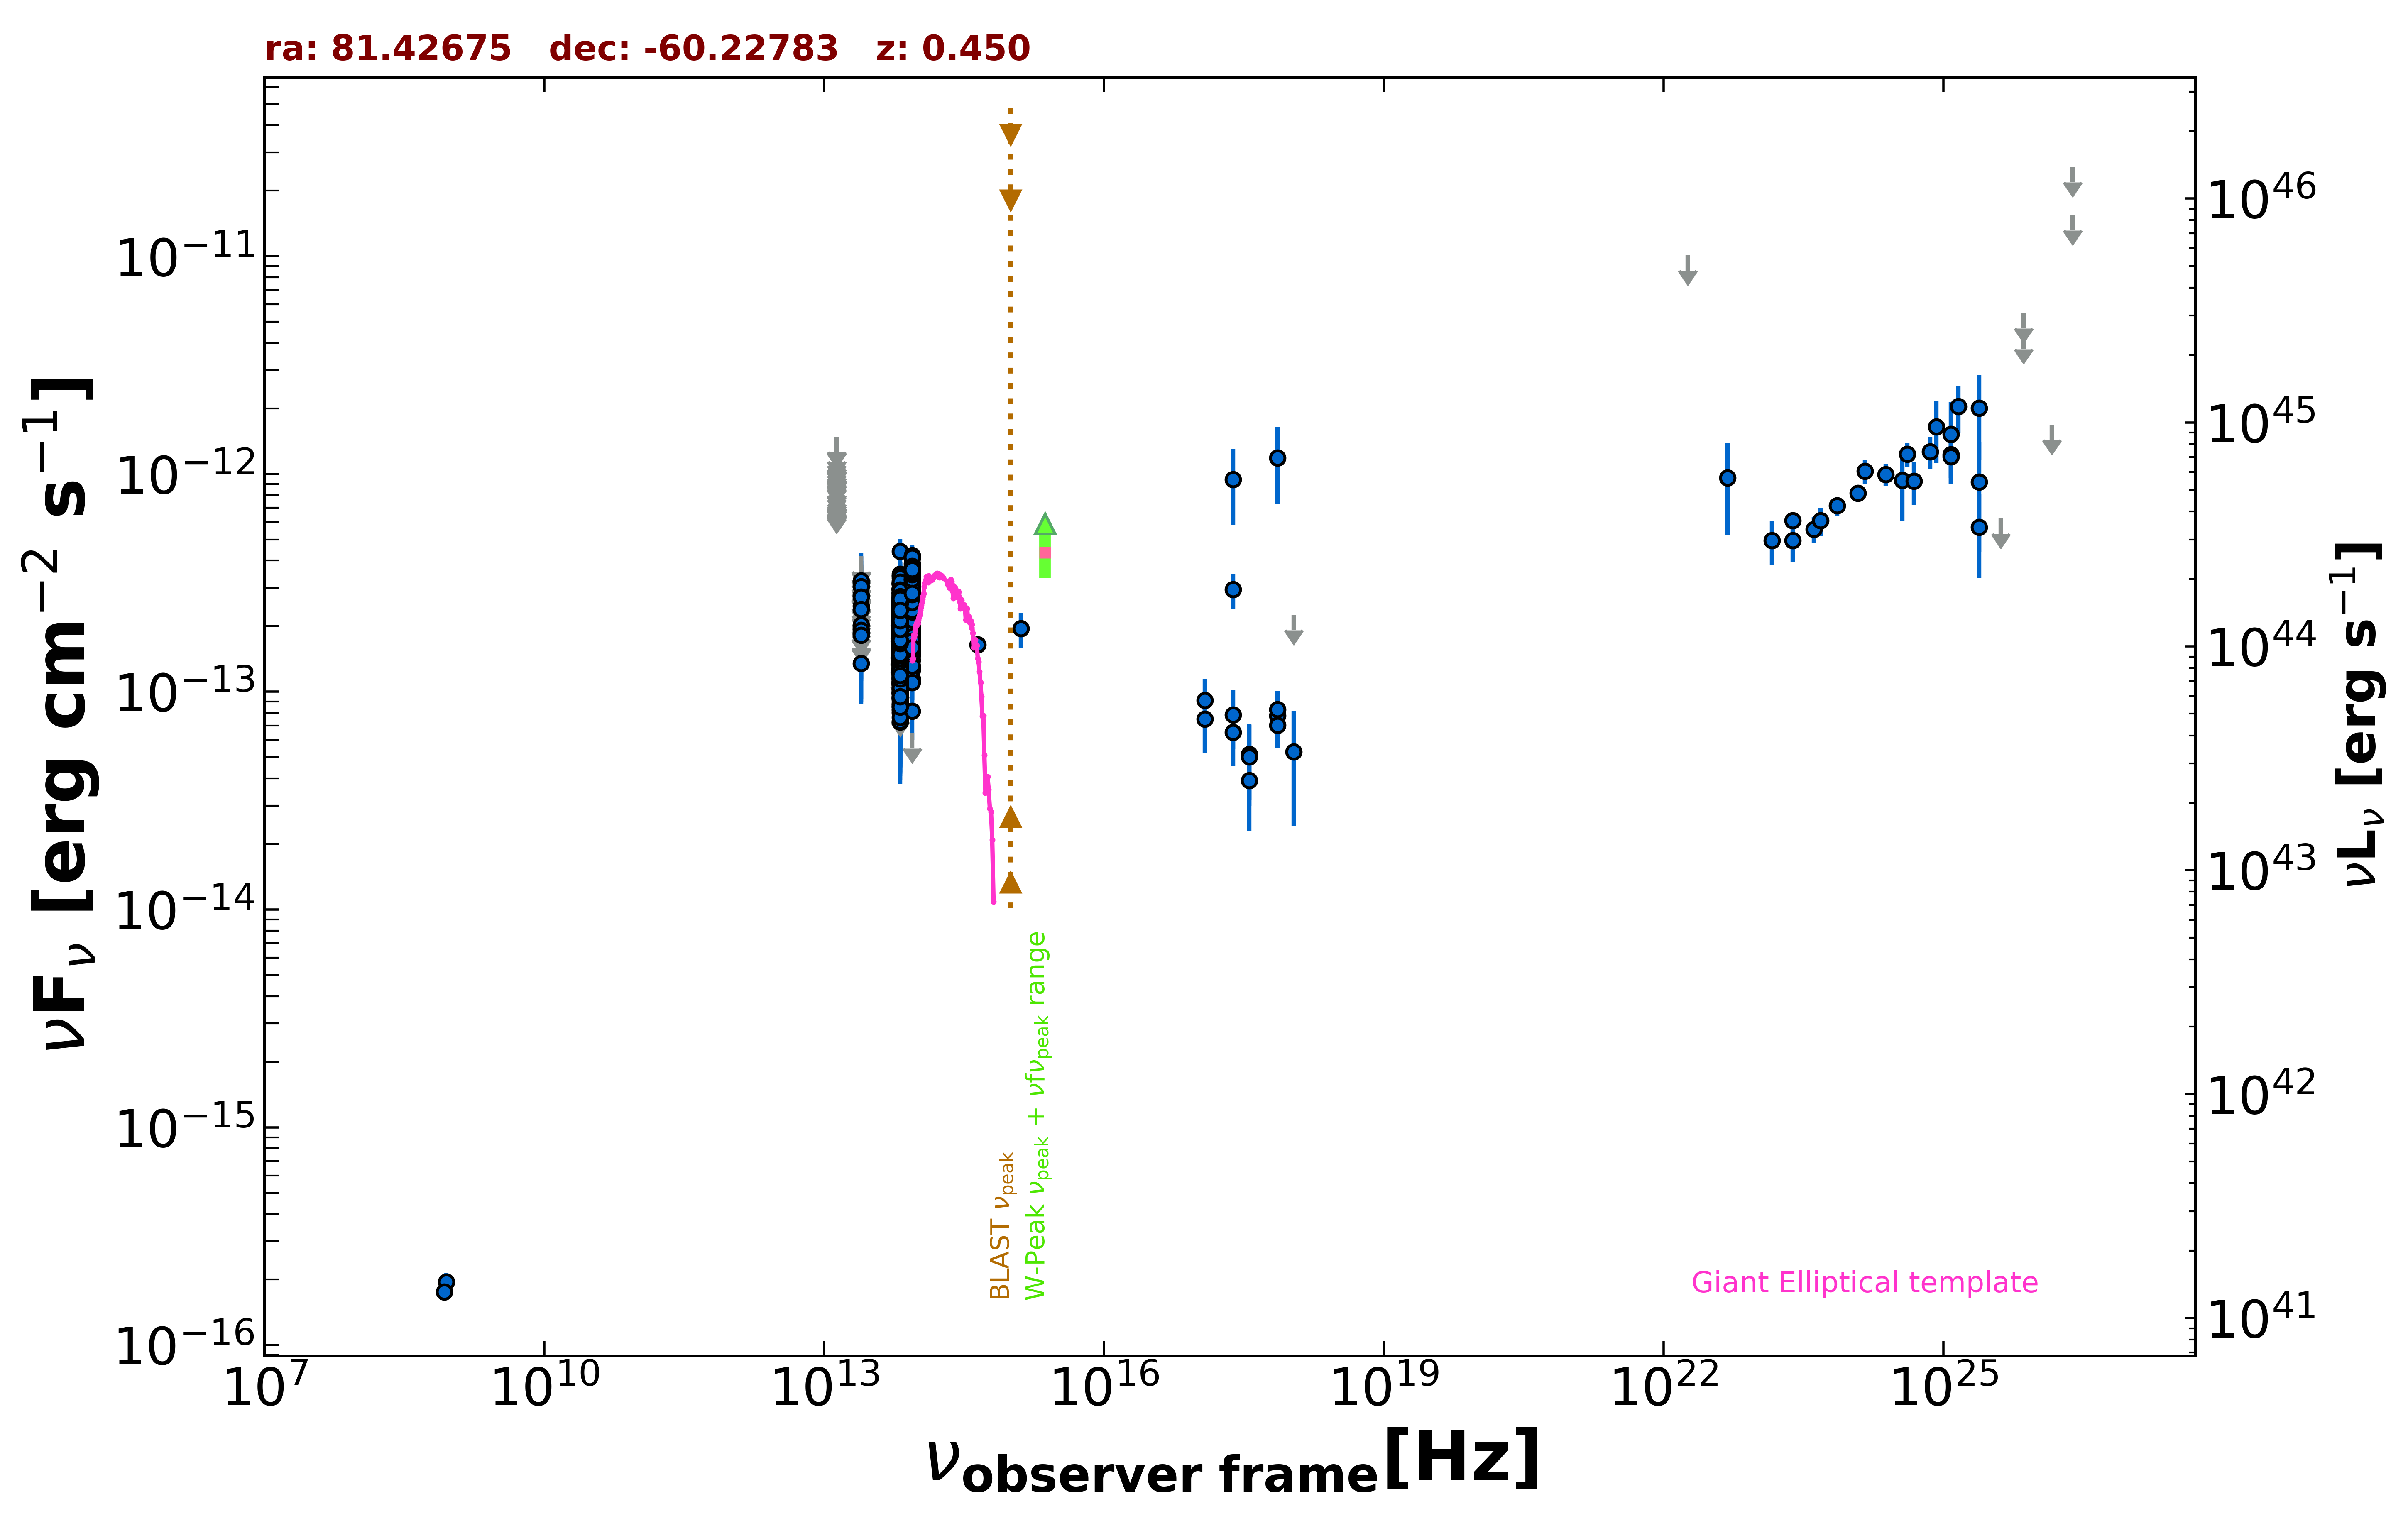 ra: 81.42675   dec: -60.22783   z: 0.450
νFν [erg cm⁻² s⁻¹]
10⁻¹¹
10⁻¹²
10⁻¹³
10⁻¹⁴
10⁻¹⁵
10⁻¹⁶
10⁴⁶
10⁴⁵
10⁴⁴
10⁴³
10⁴²
10⁴¹
νLν [erg s⁻¹]
BLAST νpeak
W-Peak νpeak + νfνpeak range
Giant Elliptical template
10⁷ 10¹⁰ 10¹³ 10¹⁶ 10¹⁹ 10²² 10²⁵
νobserver frame[Hz]